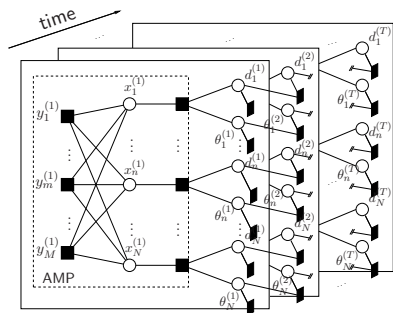 time
...
...
d_1^{(T)}
d_1^{(2)}
d_1^{(1)}
x_1^{(1)}
y_1^{(1)}
θ_1^{(T)}
θ_1^{(2)}
θ_1^{(1)}
d_n^{(T)}
d_n^{(2)}
d_n^{(1)}
x_n^{(1)}
y_m^{(1)}
θ_n^{(T)}
θ_n^{(2)}
θ_n^{(1)}
d_N^{(T)}
d_N^{(2)}
d_N^{(1)}
y_M^{(1)}
x_N^{(1)}
θ_N^{(T)}
θ_N^{(2)}
θ_N^{(1)}
AMP
...